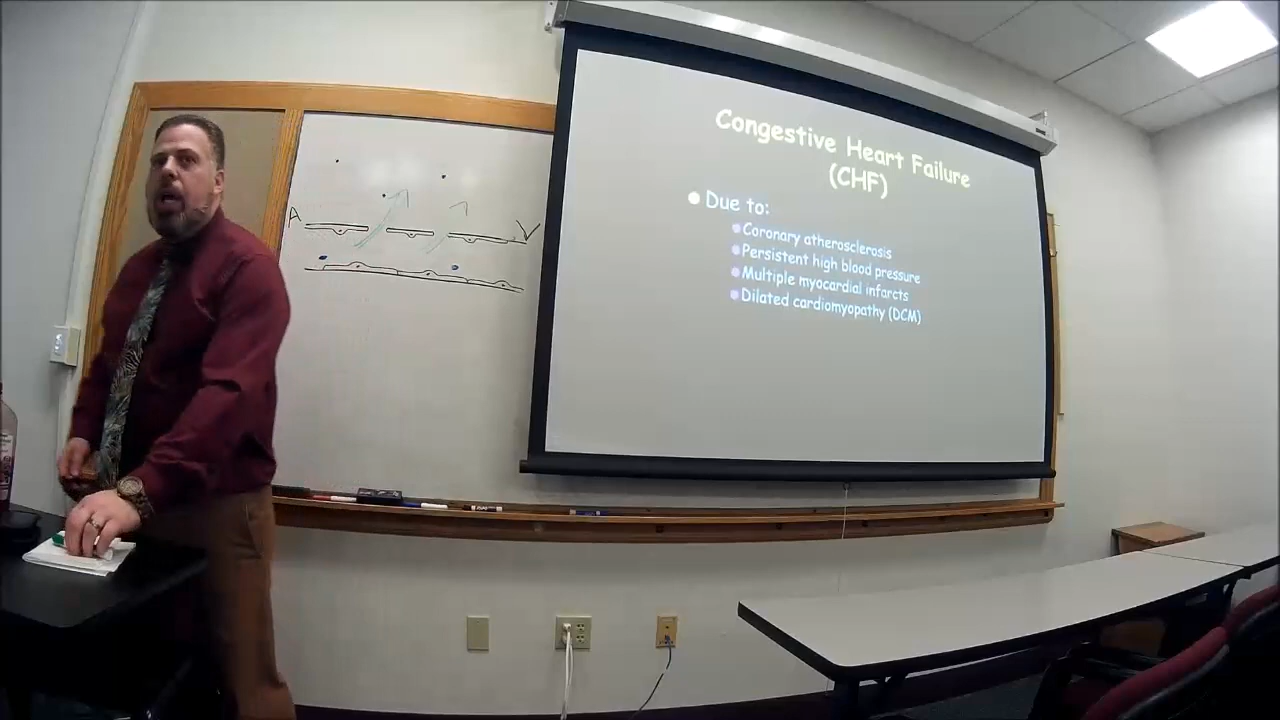 A
V
Congestive Heart Failure
(CHF)
Due to:
Coronary atherosclerosis
Persistent high blood pressure
Multiple myocardial infarcts
Dilated cardiomyopathy (DCM)